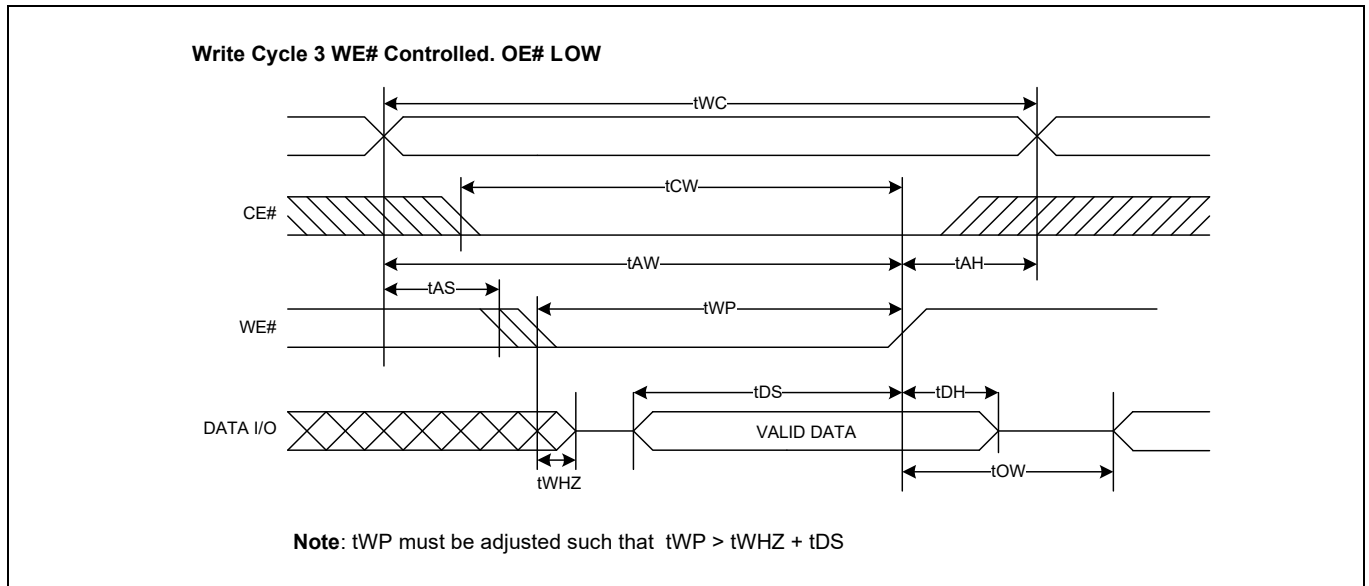 Write Cycle 3 WE# Controlled. OE# LOW
tWC
tCW
CE#
tAW
tAH
tAS
tWP
WE#
tDS
tDH
DATA I/O
VALID DATA
tOW
tWHZ
Note: tWP must be adjusted such that tWP > tWHZ + tDS